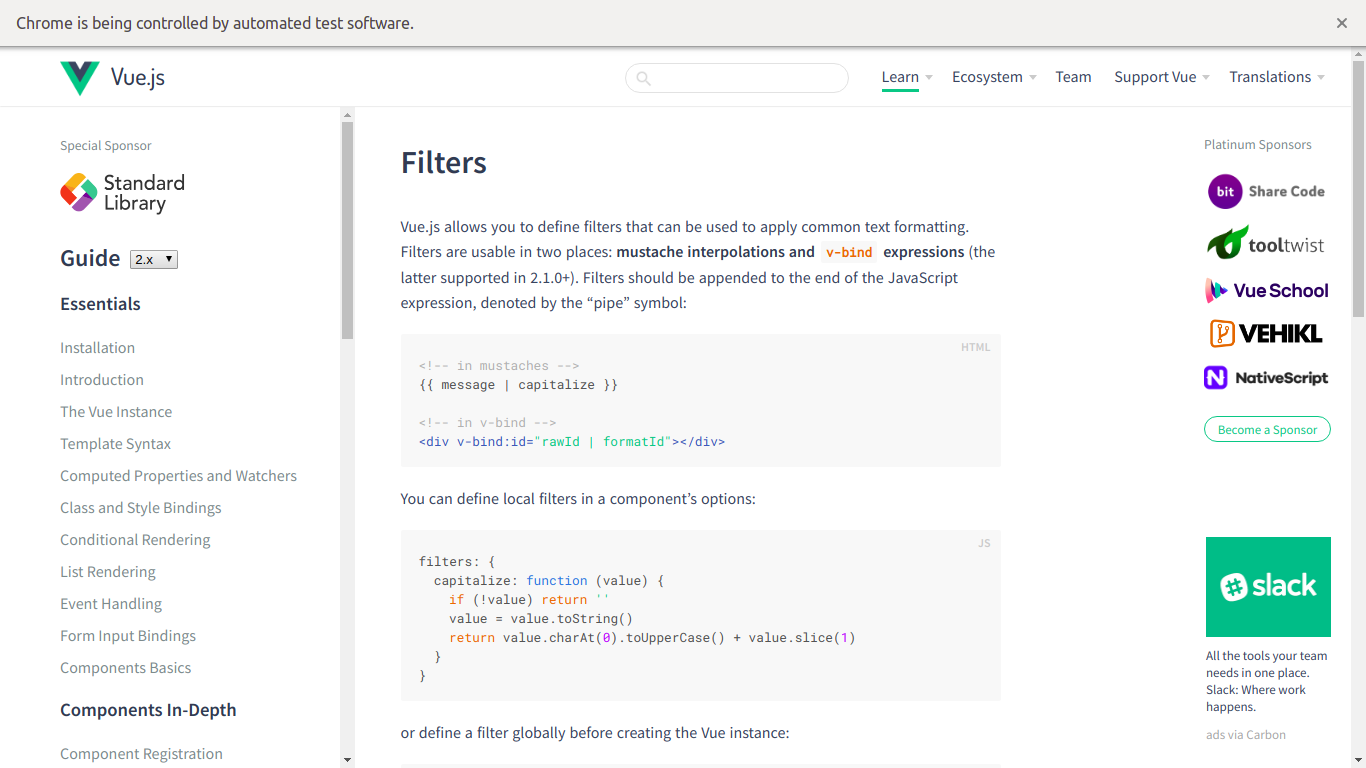 Chrome is being controlled by automated test software.
Vue.js
Learn
Ecosystem
Team
Support Vue
Translations
Special Sponsor
Standard
Library
Guide
2.x
Essentials
Installation
Introduction
The Vue Instance
Template Syntax
Computed Properties and Watchers
Class and Style Bindings
Conditional Rendering
List Rendering
Event Handling
Form Input Bindings
Components Basics
Components In-Depth
Component Registration
Filters
Vue.js allows you to define filters that can be used to apply common text formatting.
Filters are usable in two places: mustache interpolations and v-bind expressions (the
latter supported in 2.1.0+). Filters should be appended to the end of the JavaScript
expression, denoted by the “pipe” symbol:
HTML
<!-- in mustaches -->
{{ message | capitalize }}
<!-- in v-bind -->
<div v-bind:id="rawId | formatId"></div>
You can define local filters in a component’s options:
JS
filters: {
  capitalize: function (value) {
    if (!value) return ''
    value = value.toString()
    return value.charAt(0).toUpperCase() + value.slice(1)
  }
}
or define a filter globally before creating the Vue instance:
Platinum Sponsors
bit Share Code
tooltwist
Vue School
VEHIKL
NativeScript
Become a Sponsor
slack
All the tools your team
needs in one place.
Slack: Where work
happens.
ads via Carbon